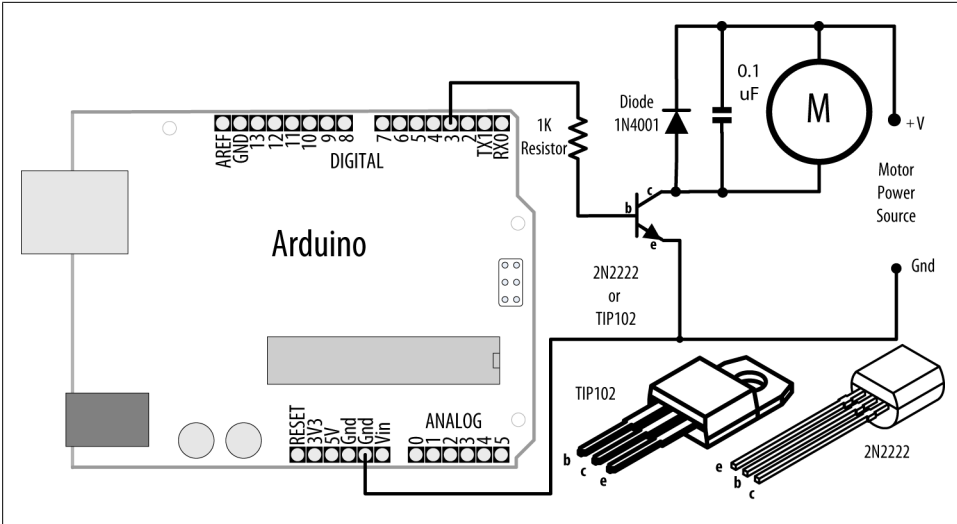 AREF
GND
13
12
11
10
9
8
7
6
5
4
3
2
TX1
RX0
DIGITAL
Arduino
RESET
3V3
5V
Gnd
Gnd
Vin
ANALOG
0
1
2
3
4
5
1K
Resistor
Diode
1N4001
0.1
uF
M
+V
Motor
Power
Source
Gnd
c
b
e
2N2222
or
TIP102
TIP102
b
c
e
2N2222
e
b
c